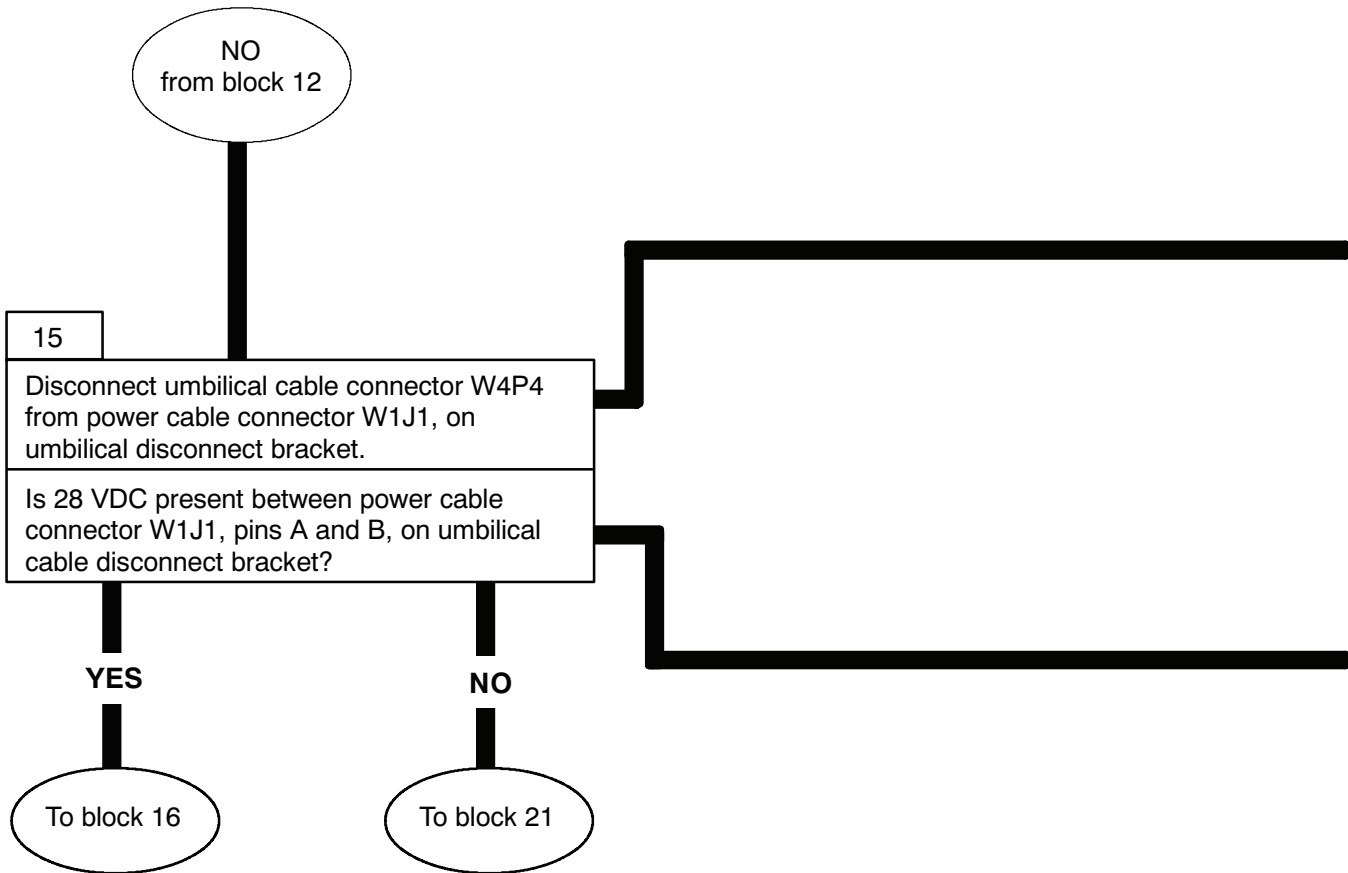 NO
from block 12
15
Disconnect umbilical cable connector W4P4
from power cable connector W1J1, on
umbilical disconnect bracket.
Is 28 VDC present between power cable
connector W1J1, pins A and B, on umbilical
cable disconnect bracket?
YES
NO
To block 16
To block 21